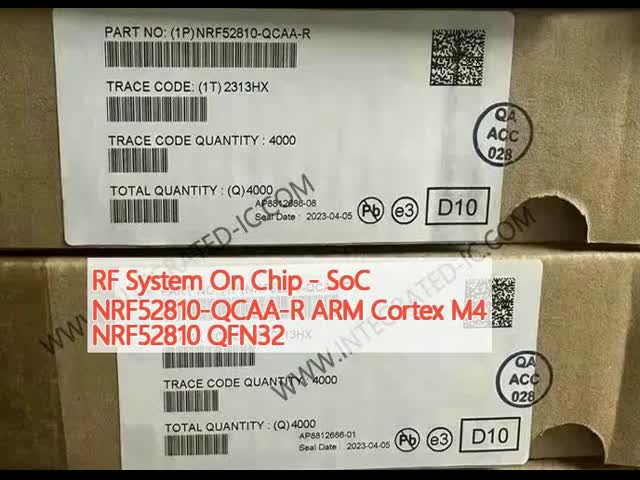 PART NO: (1P)NRF52810-QCAA-R
TRACE CODE: (1T) 2313HX
TRACE CODE QUANTITY : 4000
TOTAL QUANTITY : (Q)4000
AP8812686-08
Seal Date : 2023-04-05
Pb
e3
D10
QA
ACC
028
WWW.INTEGRATED-IC.COM
RF System On Chip - SoC
NRF52810-QCAA-R ARM Cortex M4
NRF52810 QFN32
WWW.INTEGRATED-IC.COM
TRACE CODE QUANTITY : 4000
TOTAL QUANTITY : (Q)4000
AP8812686-01
Seal Date : 2023-04-05
Pb
e3
D10
QA
ACC
028